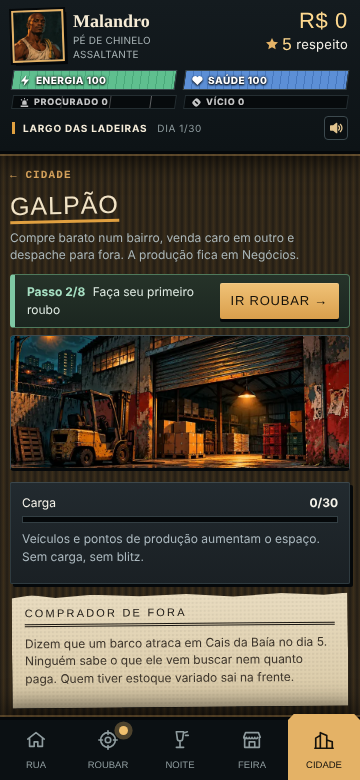 Malandro
R$ 0
PÉ DE CHINELO
ASSALTANTE
5 respeito
ENERGIA 100
SAÚDE 100
PROCURADO 0
VÍCIO 0
LARGO DAS LADEIRAS DIA 1/30
← CIDADE
GALPÃO
Compre barato num bairro, venda caro em outro e
despache para fora. A produção fica em Negócios.
Passo 2/8 Faça seu primeiro
roubo
IR ROUBAR →
Carga
0/30
Veículos e pontos de produção aumentam o espaço.
Sem carga, sem blitz.
COMPRADOR DE FORA
Dizem que um barco atraca em Cais da Baía no dia 5.
Ninguém sabe o que ele vem buscar nem quanto
paga. Quem tiver estoque variado sai na frente.
RUA
ROUBAR
NOITE
FEIRA
CIDADE